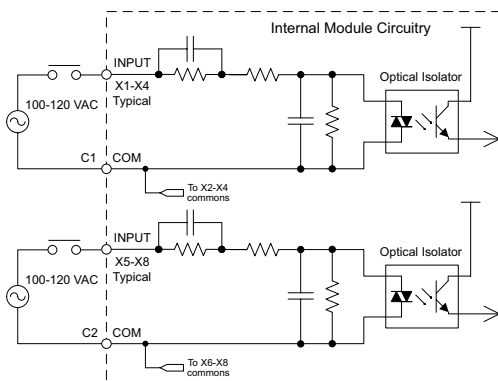 Internal Module Circuitry
INPUT
X1-X4
Typical
Optical Isolator
100-120 VAC
C1
COM
To X2-X4
commons
INPUT
X5-X8
Typical
Optical Isolator
100-120 VAC
C2
COM
To X6-X8
commons